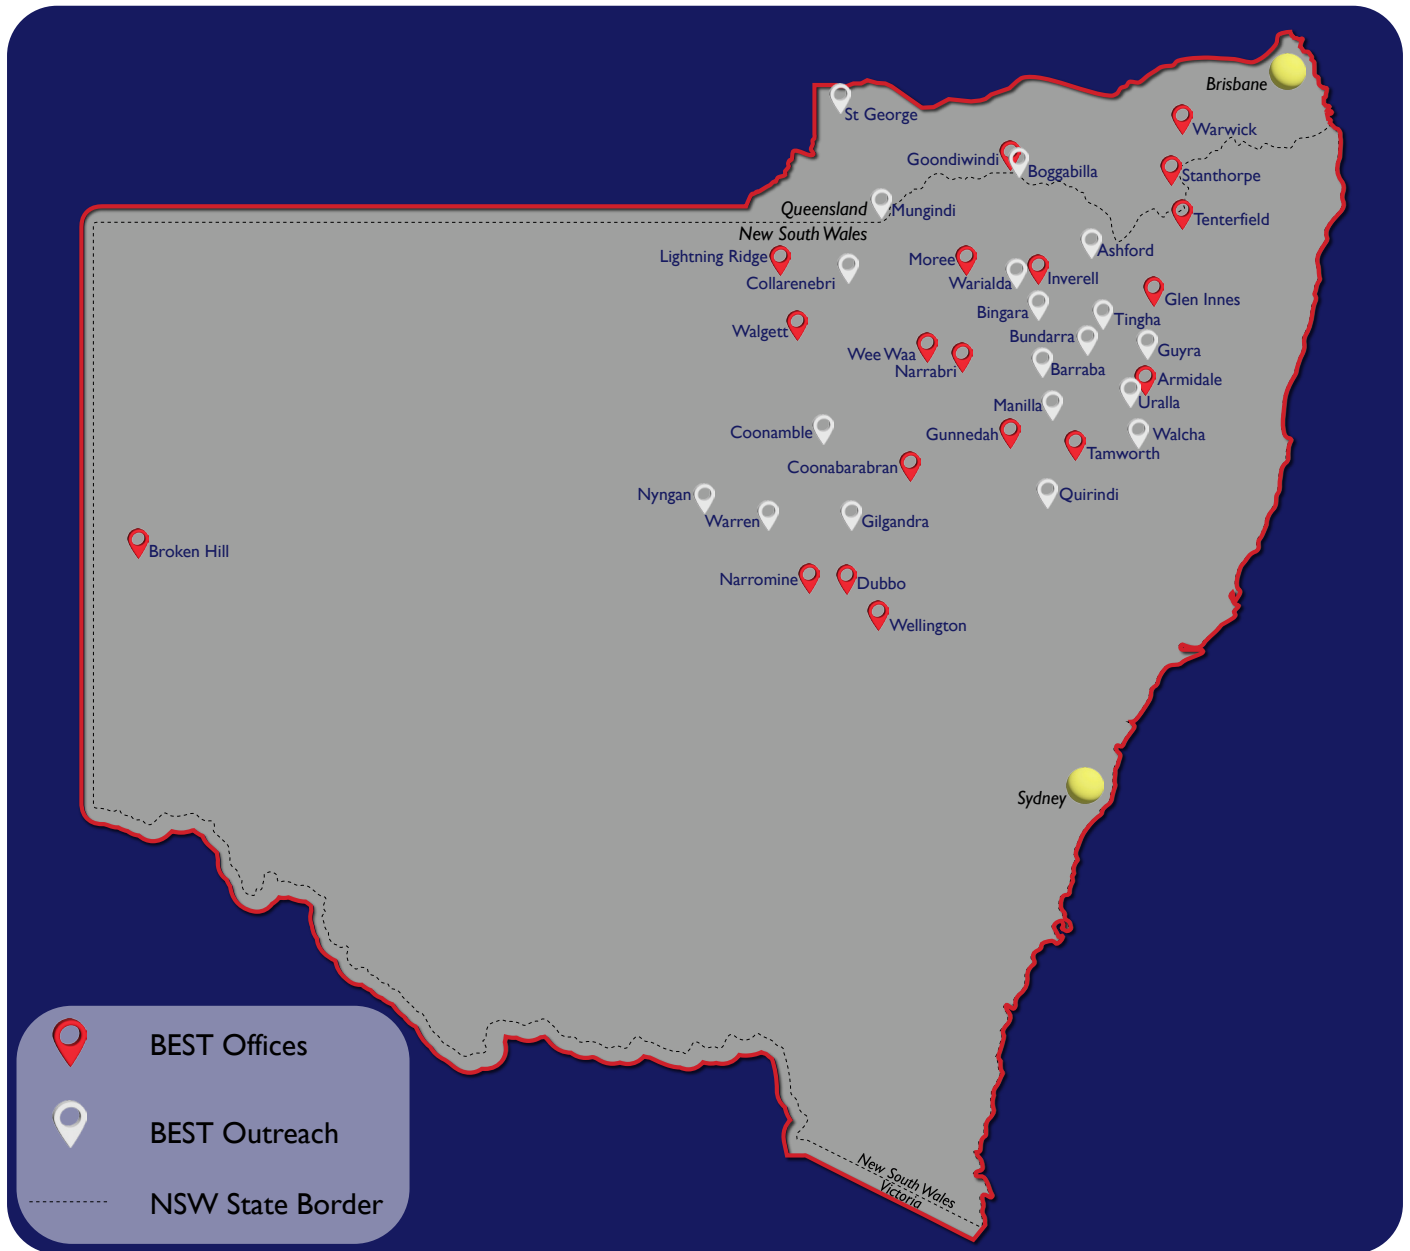 Brisbane
St George
Warwick
Goondiwindi
Boggabilla
Stanthorpe
Queensland
Mungindi
Tenterfield
New South Wales
Ashford
Lightning Ridge
Moree
Collarenebri
Warialda
Inverell
Glen Innes
Bingara
Tingha
Walgett
Bundarra
Guyra
Wee Waa
Narrabri
Barraba
Armidale
Manilla
Uralla
Coonamble
Gunnedah
Walcha
Tamworth
Coonabarabran
Nyngan
Quirindi
Warren
Gilgandra
Broken Hill
Narromine
Dubbo
Wellington
Sydney
BEST Offices
BEST Outreach
NSW State Border
New South Wales
Victoria